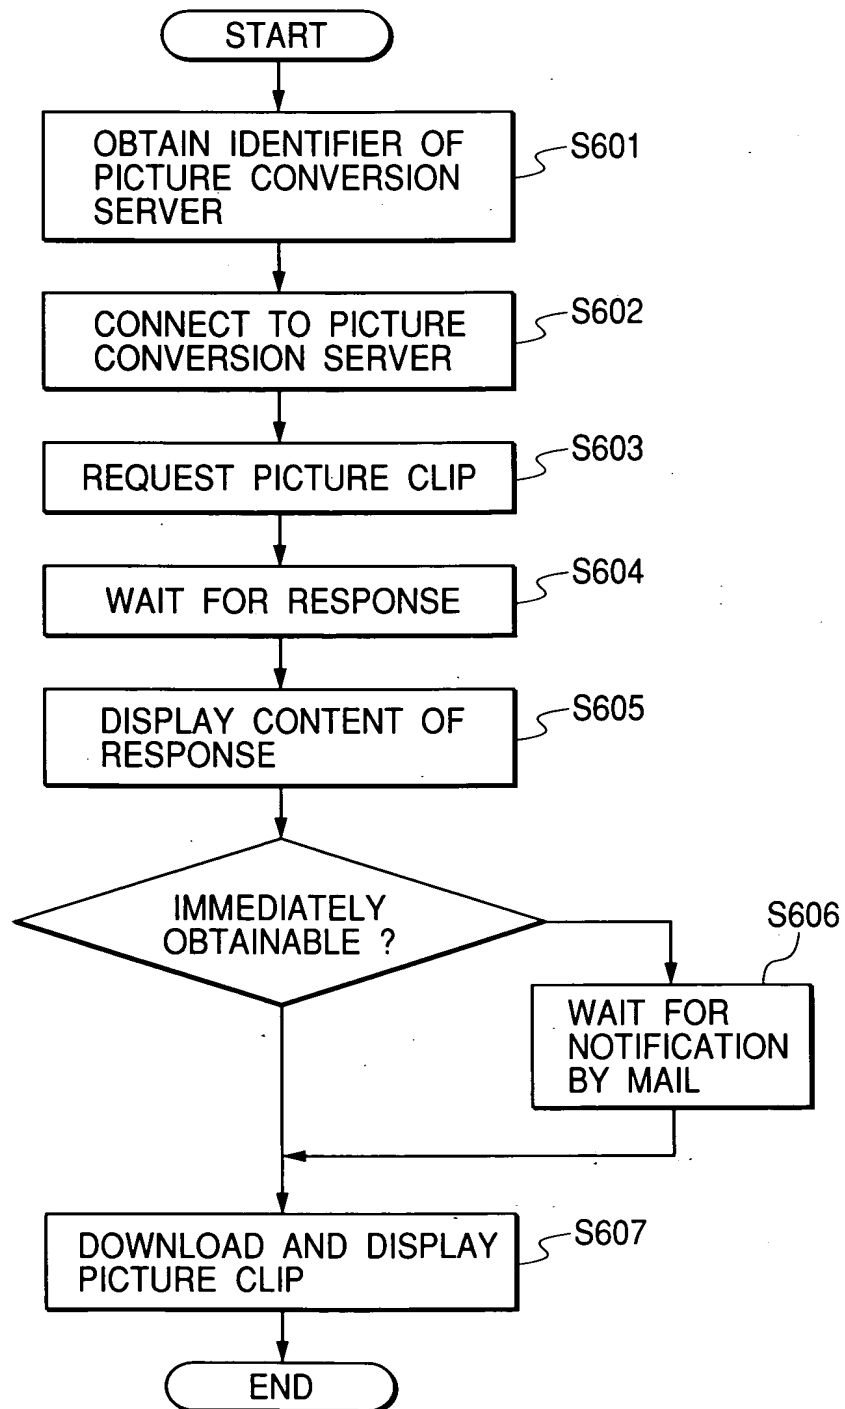 START
OBTAIN IDENTIFIER OF
PICTURE CONVERSION
SERVER
S601
CONNECT TO PICTURE
CONVERSION SERVER
S602
REQUEST PICTURE CLIP
S603
WAIT FOR RESPONSE
S604
DISPLAY CONTENT OF
RESPONSE
S605
IMMEDIATELY
OBTAINABLE ?
S606
WAIT FOR
NOTIFICATION
BY MAIL
DOWNLOAD AND DISPLAY
PICTURE CLIP
S607
END